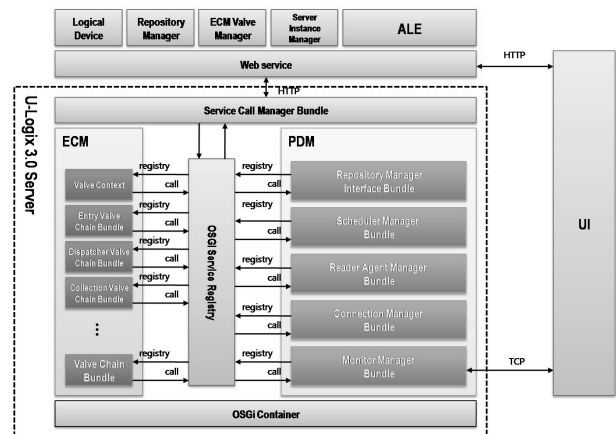 Logical
Device
Repository
Manager
ECM Valve
Manager
Server
Instance
Manager
ALE
Web service
HTTP
HTTP
Service Call Manager Bundle
U-Logix 3.0 Server
ECM
PDM
UI
OSGI Service
Registry
Valve Context
registry
call
Entry Valve
Chain Bundle
registry
call
Dispatcher Valve
Chain Bundle
registry
call
Collection Valve
Chain Bundle
registry
call
Valve Chain
Bundle
registry
call
registry
call
Repository Manager
Interface Bundle
registry
call
Scheduler Manager
Bundle
registry
call
Reader Agent Manager
Bundle
registry
call
Connection Manager
Bundle
registry
call
Monitor Manager
Bundle
TCP
OSGi Container